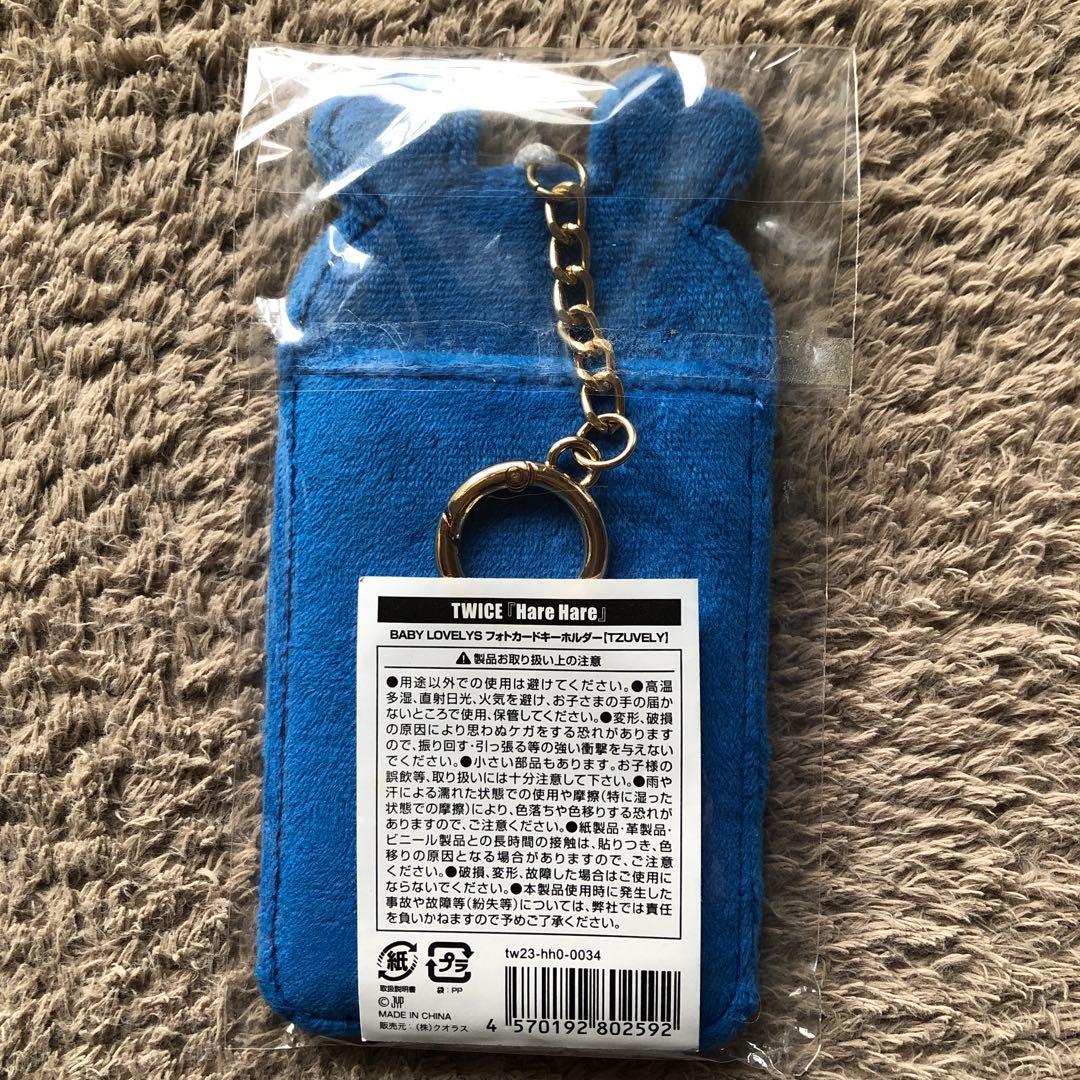 TWICE『Hare Hare』
BABY LOVELYS フォトカードキーホルダー【TZUVELY】
⚠製品お取り扱い上の注意
●用途以外での使用は避けてください。●高温
多湿、直射日光、火気を避け、お子さまの手の届か
ないところで使用、保管してください。●変形、破損
の原因により思わぬケガをする恐れがあります
ので、振り回す・引っ張る等の強い衝撃を与えない
でください。●小さい部品もあります。お子様の
誤飲等、取り扱いには十分注意して下さい。●雨や
汗による濡れた状態での使用や摩擦(特に湿った
状態での摩擦)により、色落ちや色移りする恐れが
ありますので、ご注意ください。●紙製品・革製品・
ビニール製品との長時間の接触は、貼りつき、色
移りの原因となる場合がありますので、ご注意
ください。●破損、変形、故障した場合はご使用に
ならないでください。●本製品使用時に発生した
事故や故障等(紛失等)については、弊社では責任
を負いかねますので予めご了承ください。
紙
取扱説明書
プラ
袋:PP
tw23-hh0-0034
©JYP
MADE IN CHINA
販売元:(株)クオラス
4 570192 802592